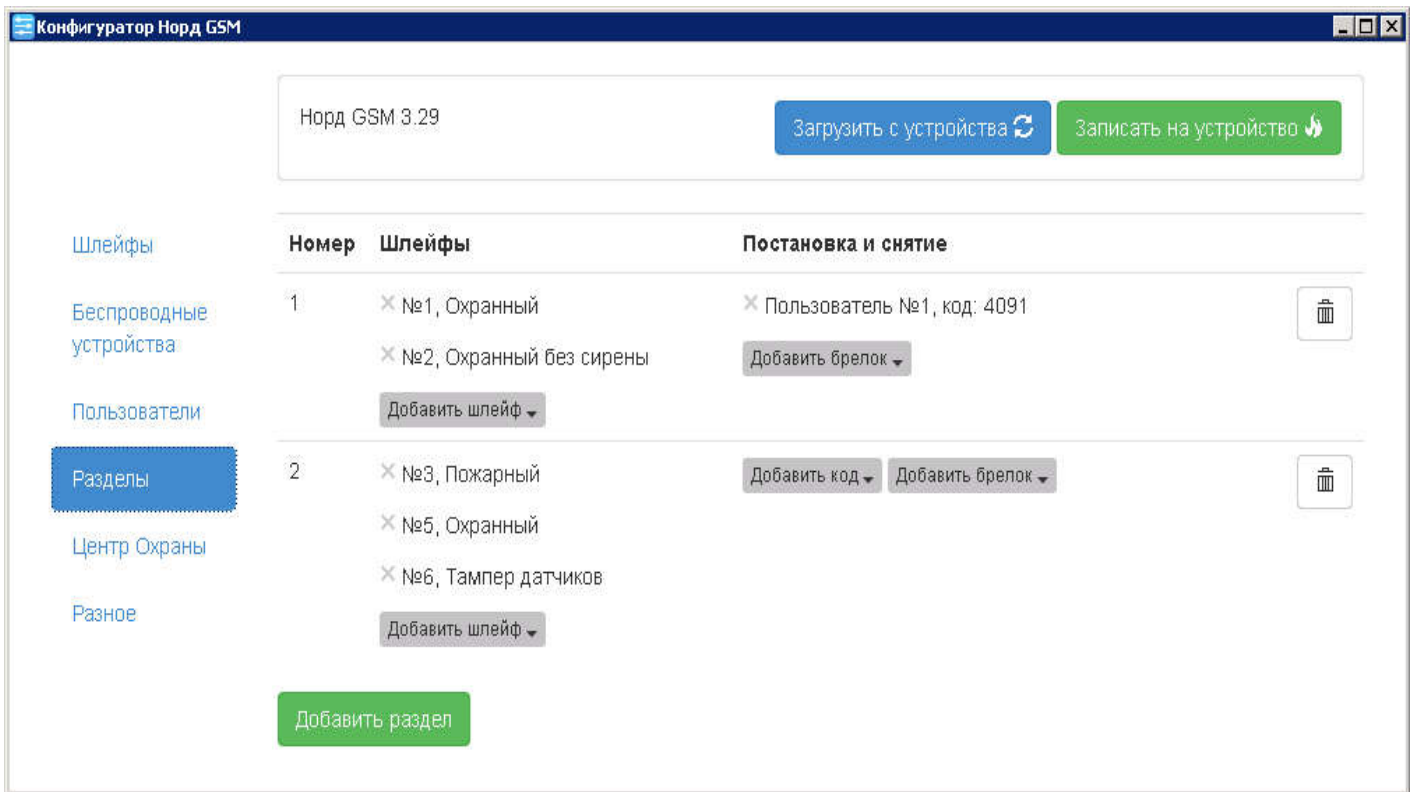 Конфигуратор Норд GSM
Норд GSM 3.29
Загрузить с устройства
Записать на устройство
Шлейфы
Беспроводные
устройства
Пользователи
Разделы
Центр Охраны
Разное
Номер Шлейфы Постановка и снятие
1 №1, Охранный Пользователь №1, код: 4091
№2, Охранный без сирены Добавить брелок
Добавить шлейф
2 №3, Пожарный Добавить код Добавить брелок
№5, Охранный
№6, Тампер датчиков
Добавить шлейф
Добавить раздел